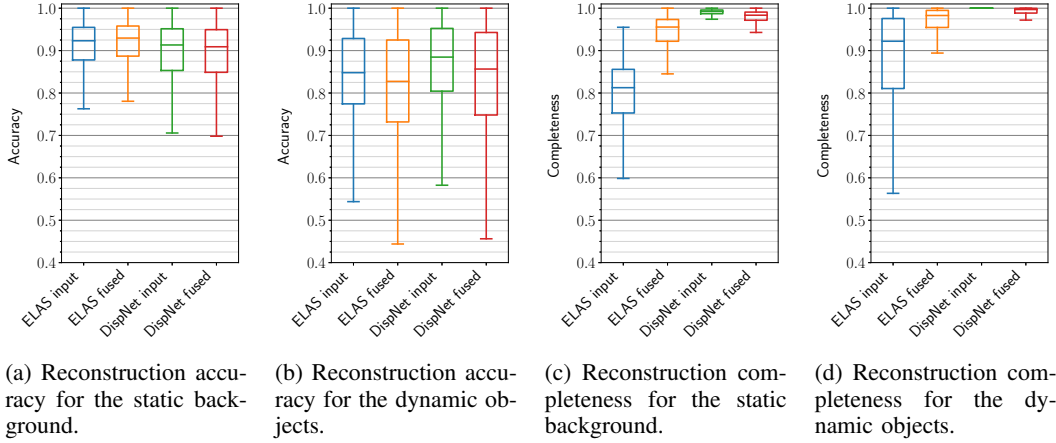 1.0
0.9
0.8
0.7
0.6
0.5
0.4
Accuracy
ELAS input
ELAS fused
DispNet input
DispNet fused
(a) Reconstruction accu-
racy for the static back-
ground.
1.0
0.9
0.8
0.7
0.6
0.5
0.4
Accuracy
ELAS input
ELAS fused
DispNet input
DispNet fused
(b) Reconstruction accu-
racy for the dynamic ob-
jects.
1.0
0.9
0.8
0.7
0.6
0.5
0.4
Completeness
ELAS input
ELAS fused
DispNet input
DispNet fused
(c) Reconstruction com-
pleteness for the static
background.
1.0
0.9
0.8
0.7
0.6
0.5
0.4
Completeness
ELAS input
ELAS fused
DispNet input
DispNet fused
(d) Reconstruction com-
pleteness for the dy-
namic objects.